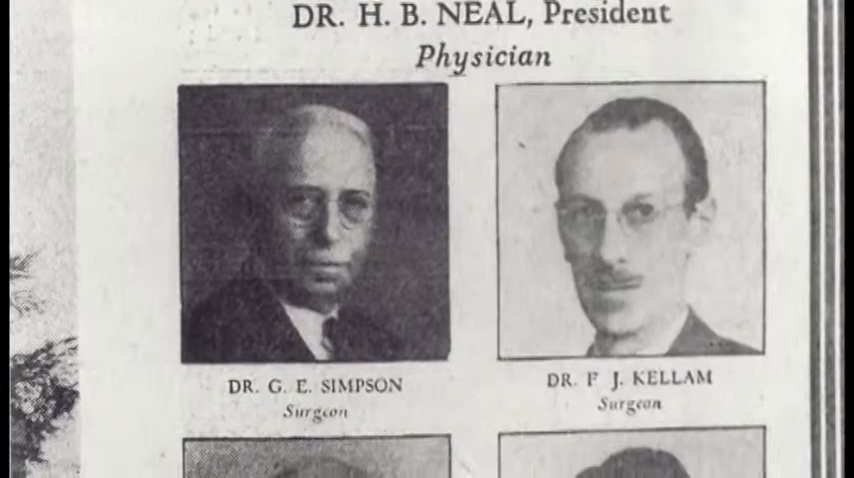 DR. H. B. NEAL, President
Physician
DR. G. E. SIMPSON
Surgeon
DR. F J. KELLAM
Surgeon